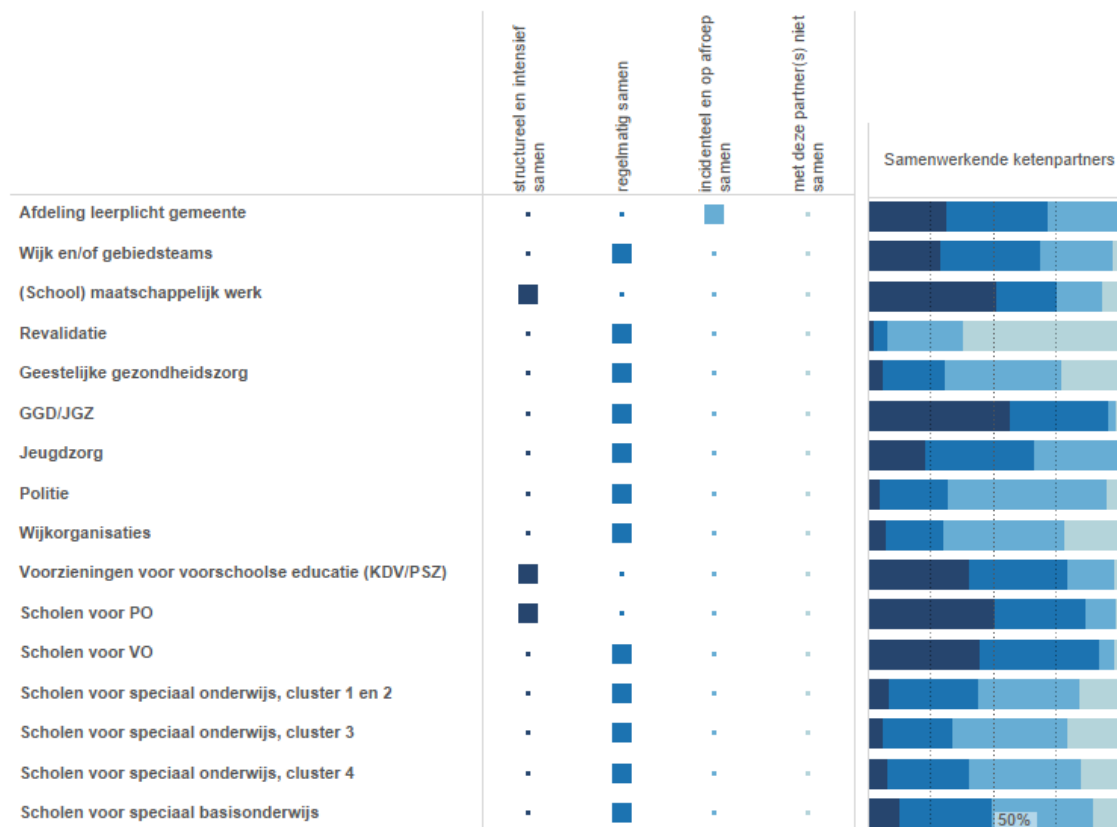 structureel en intensief
samen
regelmatig samen
incidenteel en op afroep
samen
met deze partner(s) niet
samen
Samenwerkende ketenpartners
Afdeling leerplicht gemeente
Wijk en/of gebiedsteams
(School) maatschappelijk werk
Revalidatie
Geestelijke gezondheidszorg
GGD/JGZ
Jeugdzorg
Politie
Wijkorganisaties
Voorzieningen voor voorschoolse educatie (KDV/PSZ)
Scholen voor PO
Scholen voor VO
Scholen voor speciaal onderwijs, cluster 1 en 2
Scholen voor speciaal onderwijs, cluster 3
Scholen voor speciaal onderwijs, cluster 4
Scholen voor speciaal basisonderwijs
50%